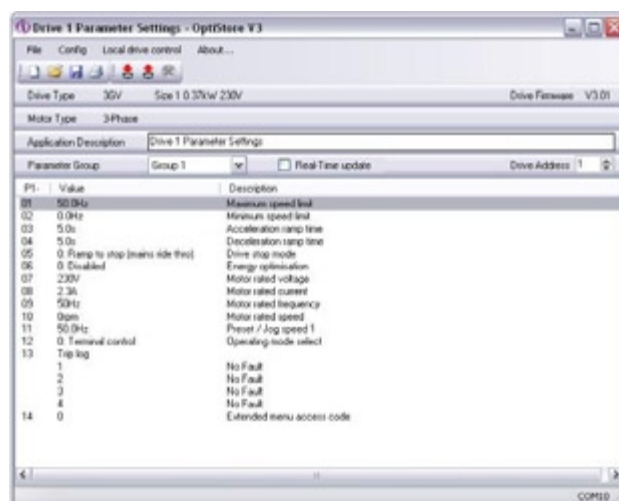 Drive 1 Parameter Settings - OptiStore V3
File Config Local drive control About...
Drive Type 3GV Size 1 0.37kW 230V Drive Firmware V3.01
Motor Type 3-Phase
Application Description Drive 1 Parameter Settings
Parameter Group Group 1 Real-Time update Drive Address 1
P1- Value Description
01 50.0Hz Maximum speed limit
02 0.0Hz Minimum speed limit
03 5.0s Acceleration ramp time
04 5.0s Deceleration ramp time
05 0: Ramp to stop (mains ride thro) Drive stop mode
06 0: Disabled Energy optimisation
07 230V Motor rated voltage
08 2.3A Motor rated current
09 50Hz Motor rated frequency
10 0rpm Motor rated speed
11 50.0Hz Preset / Jog speed 1
12 0: Terminal control Operating mode select
13 Trip log
1 No Fault
2 No Fault
3 No Fault
4 No Fault
14 0 Extended menu access code
COM10